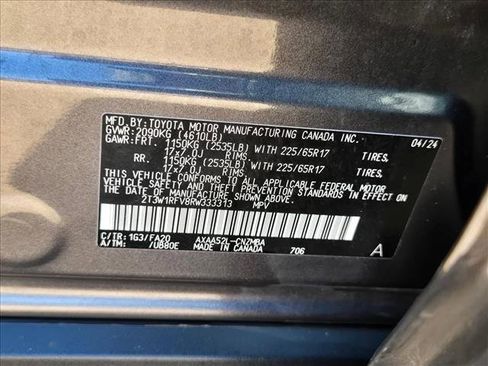 MFD.BY:TOYOTA MOTOR MANUFACTURING CANADA INC. 04/24
GVWR:2090KG (4610LB)
GAWR:FRT. 1150KG (2535LB) WITH 225/65R17 TIRES,
17x7.0J RIMS.
RR. 1150KG (2535LB) WITH 225/65R17 TIRES,
17x7.0J RIMS.
THIS VEHICLE CONFORMS TO ALL APPLICABLE FEDERAL MOTOR
VEHICLE SAFETY AND THEFT PREVENTION STANDARDS IN EFFECT ON
THE DATE OF MANUFACTURE SHOWN ABOVE.
2T3W1RFV8RW333313 MPV
C/TR:1G3/FA20 AXAA52L-CNZMBA
A/TM: /UB80E MADE IN CANADA 706 A